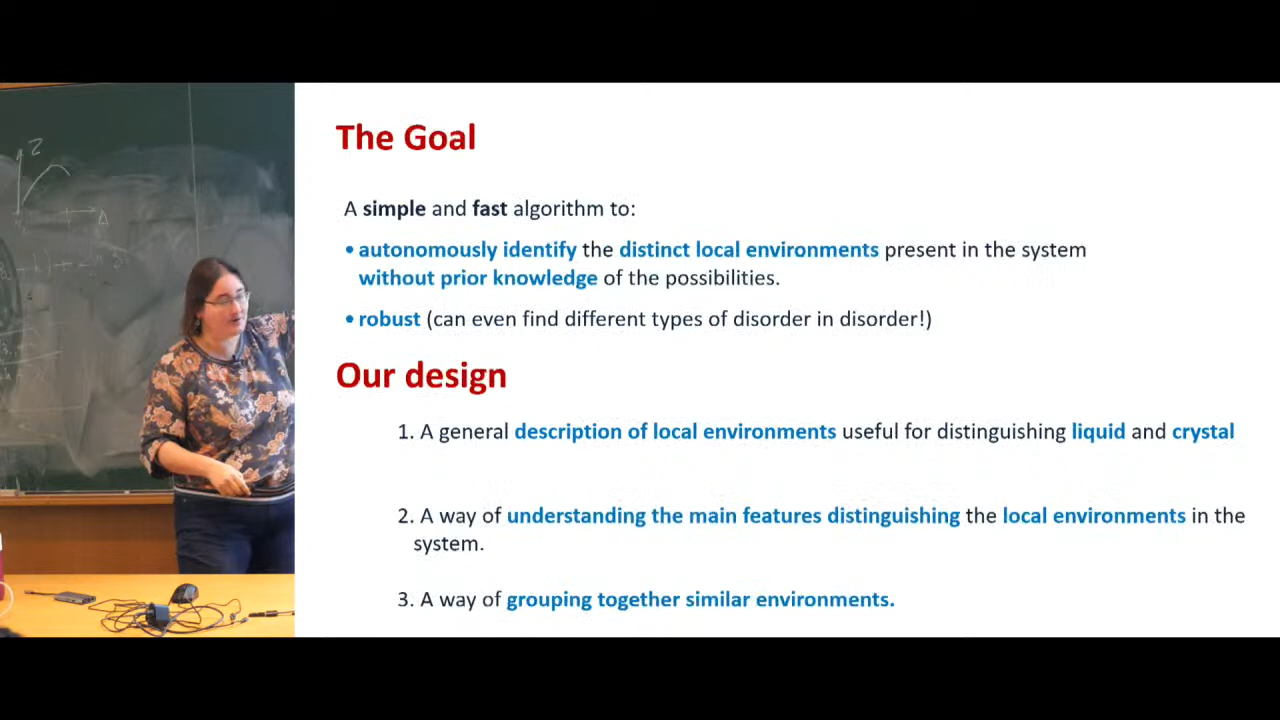 The Goal
A simple and fast algorithm to:
• autonomously identify the distinct local environments present in the system
without prior knowledge of the possibilities.
• robust (can even find different types of disorder in disorder!)
Our design
1. A general description of local environments useful for distinguishing liquid and crystal
2. A way of understanding the main features distinguishing the local environments in the
system.
3. A way of grouping together similar environments.